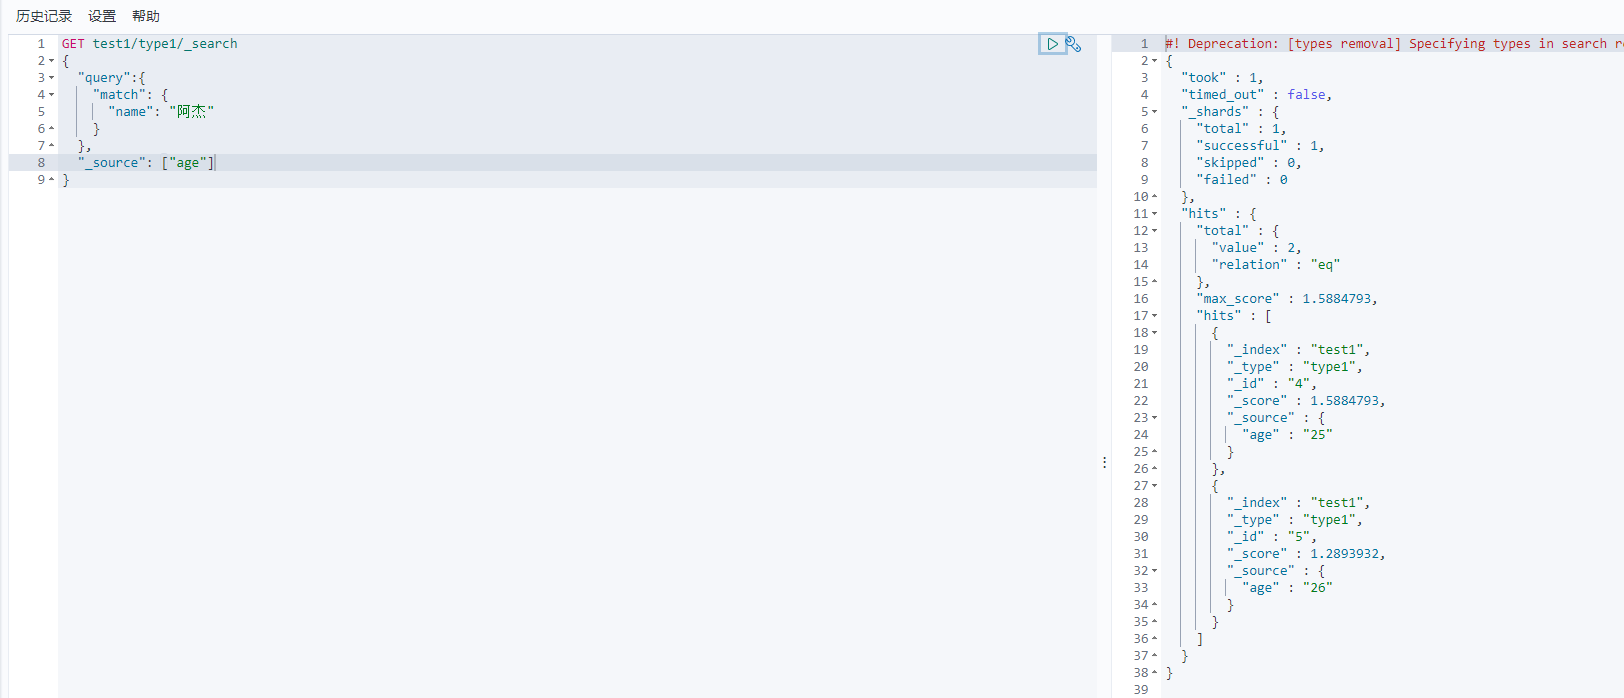 历史记录 设置 帮助
1 GET test1/type1/_search
2 {
3 "query":{
4 "match": {
5 "name": "阿杰"
6 }
7 },
8 "_source": ["age"]
9 }
1 #! Deprecation: [types removal] Specifying types in search
2 {
3 "took" : 1,
4 "timed_out" : false,
5 "_shards" : {
6 "total" : 1,
7 "successful" : 1,
8 "skipped" : 0,
9 "failed" : 0
10 },
11 "hits" : {
12 "total" : {
13 "value" : 2,
14 "relation" : "eq"
15 },
16 "max_score" : 1.5884793,
17 "hits" : [
18 {
19 "_index" : "test1",
20 "_type" : "type1",
21 "_id" : "4",
22 "_score" : 1.5884793,
23 "_source" : {
24 "age" : "25"
25 }
26 },
27 {
28 "_index" : "test1",
29 "_type" : "type1",
30 "_id" : "5",
31 "_score" : 1.2893932,
32 "_source" : {
33 "age" : "26"
34 }
35 }
36 ]
37 }
38 }
39